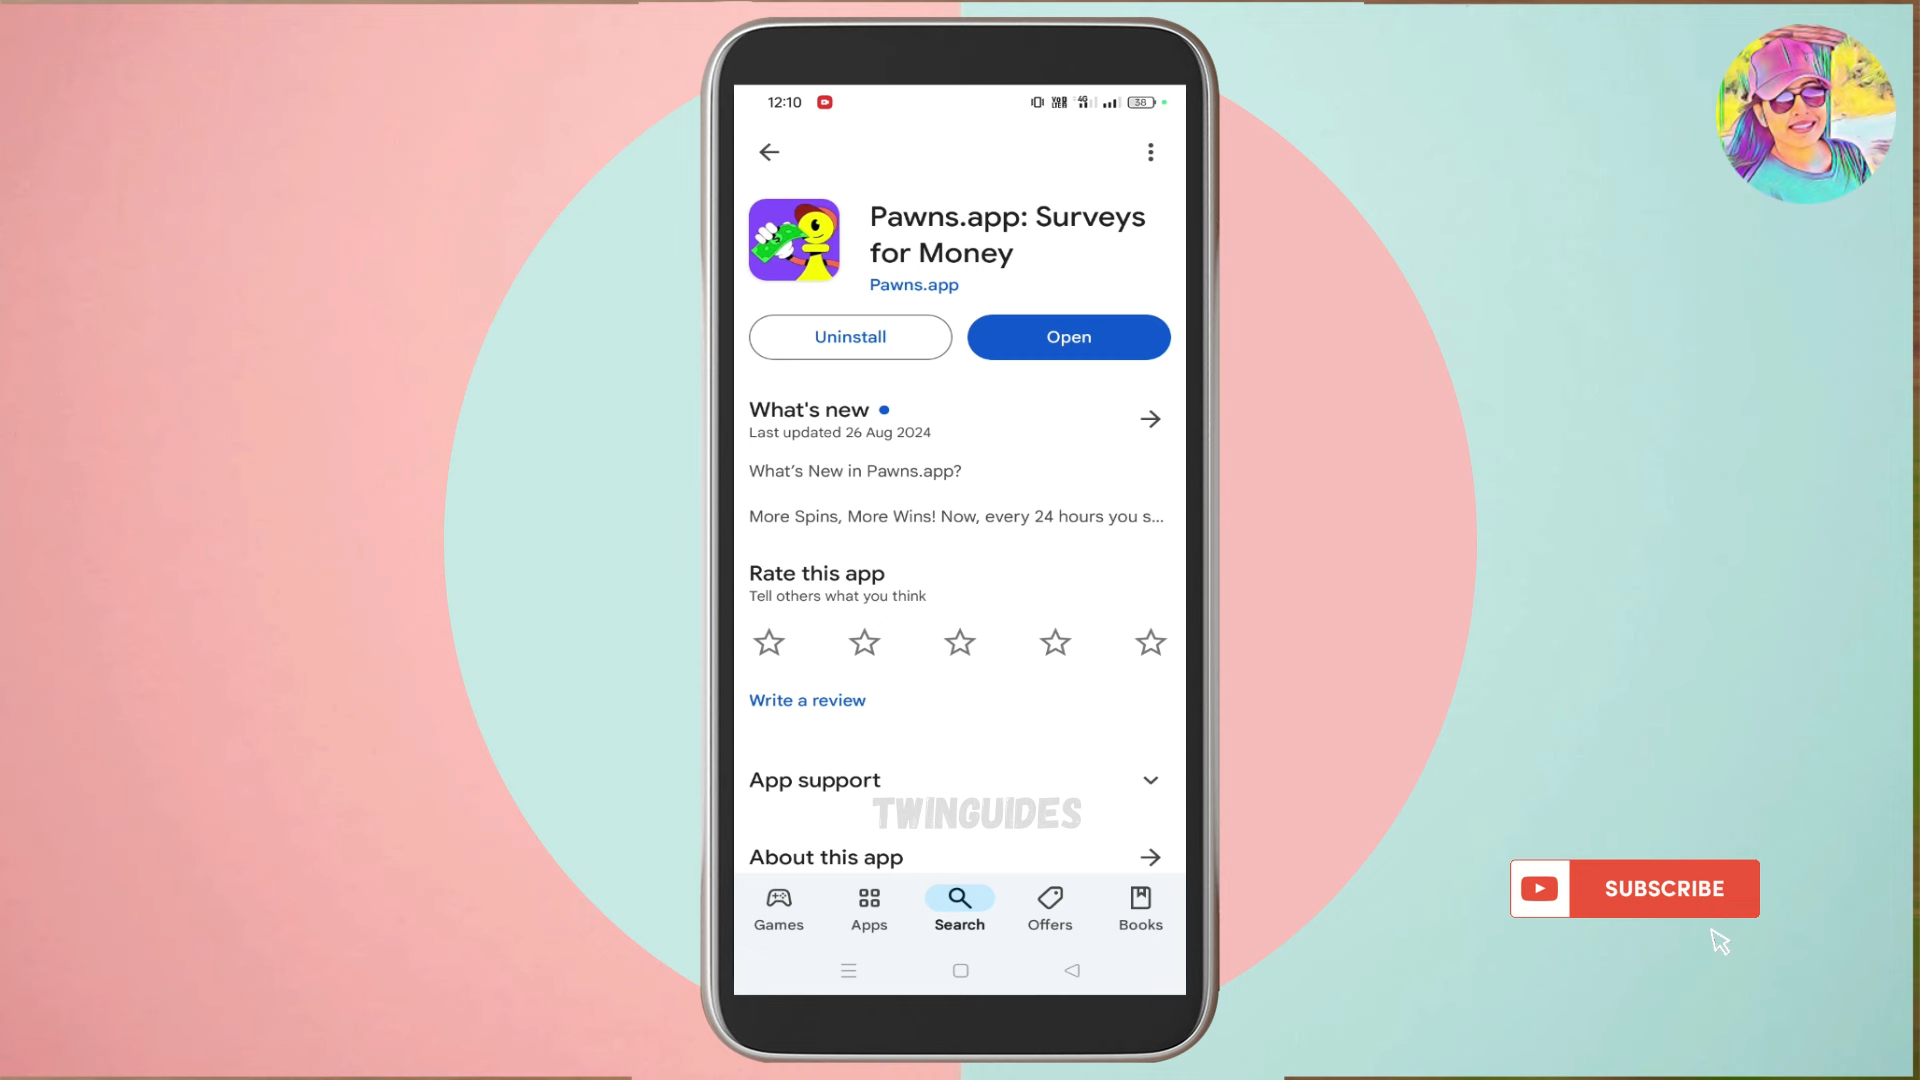 12:10
38
Pawns.app: Surveys
for Money
Pawns.app
Uninstall
Open
What's new
Last updated 26 Aug 2024
What's New in Pawns.app?
More Spins, More Wins! Now, every 24 hours you s...
Rate this app
Tell others what you think
Write a review
App support
TWINGUIDES
About this app
Games
Apps
Search
Offers
Books
SUBSCRIBE